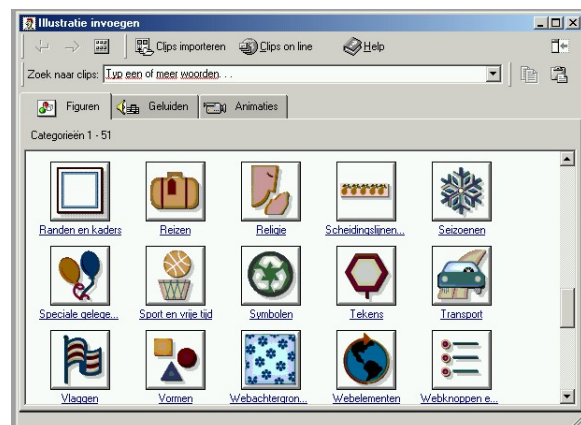 Illustratie invoegen
Clips importeren Clips on line Help
Zoek naar clips: Typ een of meer woorden. . .
Figuren Geluiden Animaties
Categorieën 1 - 51
Randen en kaders Reizen Religie Scheidingslijnen... Seizoenen
Speciale gelege... Sport en vrije tijd Symbolen Tekens Transport
Vlaggen Vormen Webachtergron... Webelementen Webknoppen e...